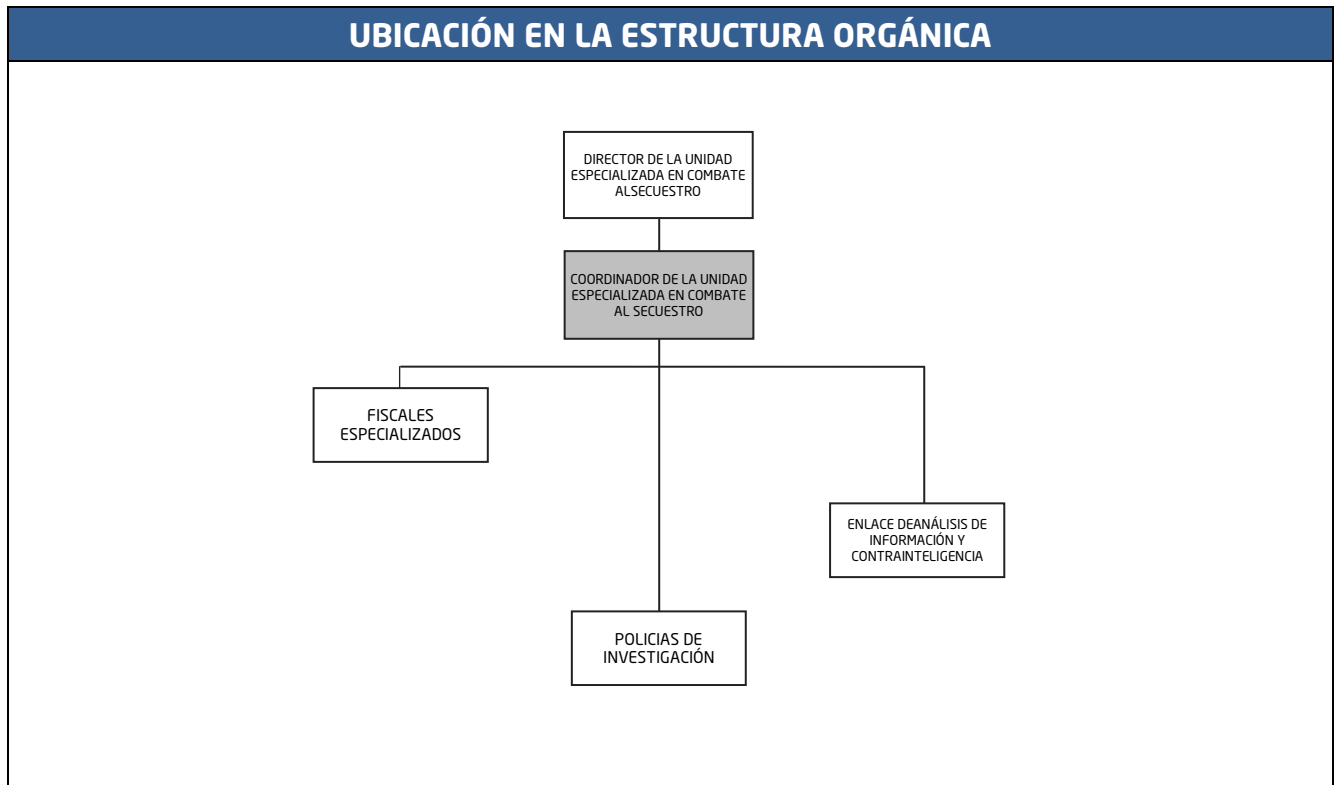 UBICACIÓN EN LA ESTRUCTURA ORGÁNICA
DIRECTOR DE LA UNIDAD
ESPECIALIZADA EN COMBATE
ALSECUESTRO
COORDINADOR DE LA UNIDAD
ESPECIALIZADA EN COMBATE
AL SECUESTRO
FISCALES
ESPECIALIZADOS
ENLACE DEANÁLISIS DE
INFORMACIÓN Y
CONTRAINTELIGENCIA
POLICIAS DE
INVESTIGACIÓN